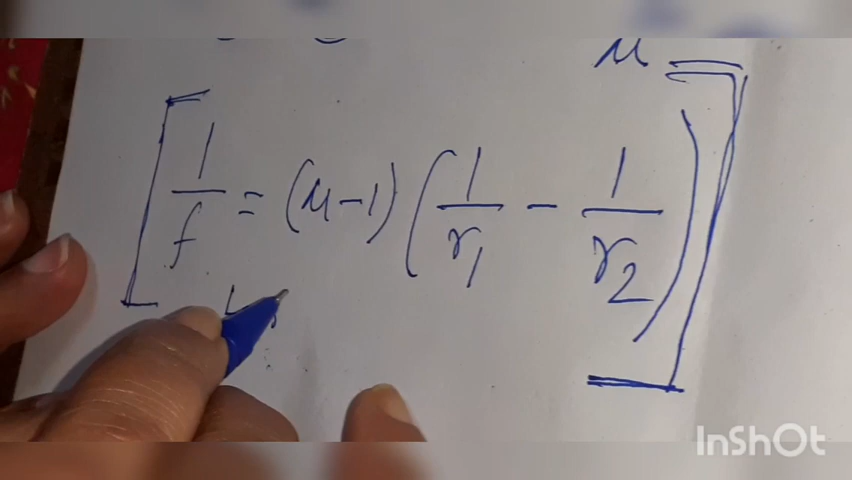 μ
[1/f = (μ-1) (1/r₁ - 1/r₂)]
InShOt